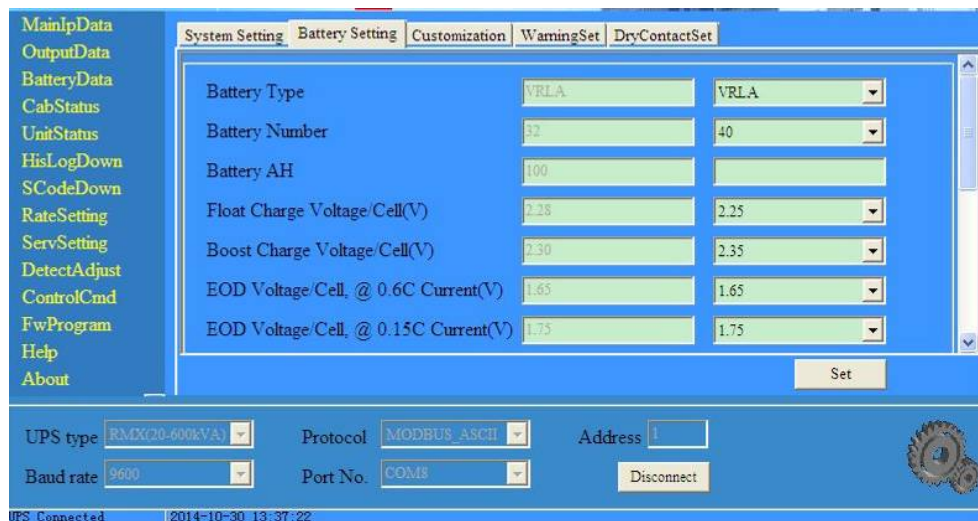 MainIpData
OutputData
BatteryData
CabStatus
UnitStatus
HisLogDown
SCodeDown
RateSetting
ServSetting
DetectAdjust
ControlCmd
FwProgram
Help
About
System Setting Battery Setting Customization WarningSet DryContactSet
Battery Type VRLA VRLA
Battery Number 32 40
Battery AH 100
Float Charge Voltage/Cell(V) 2.28 2.25
Boost Charge Voltage/Cell(V) 2.30 2.35
EOD Voltage/Cell, @ 0.6C Current(V) 1.65 1.65
EOD Voltage/Cell, @ 0.15C Current(V) 1.75 1.75
Set
UPS type RMX(20-600kVA) Protocol MODBUS_ASCII Address 1
Baud rate 9600 Port No. COM8 Disconnect
UPS Connected 2014-10-30 13:37:22